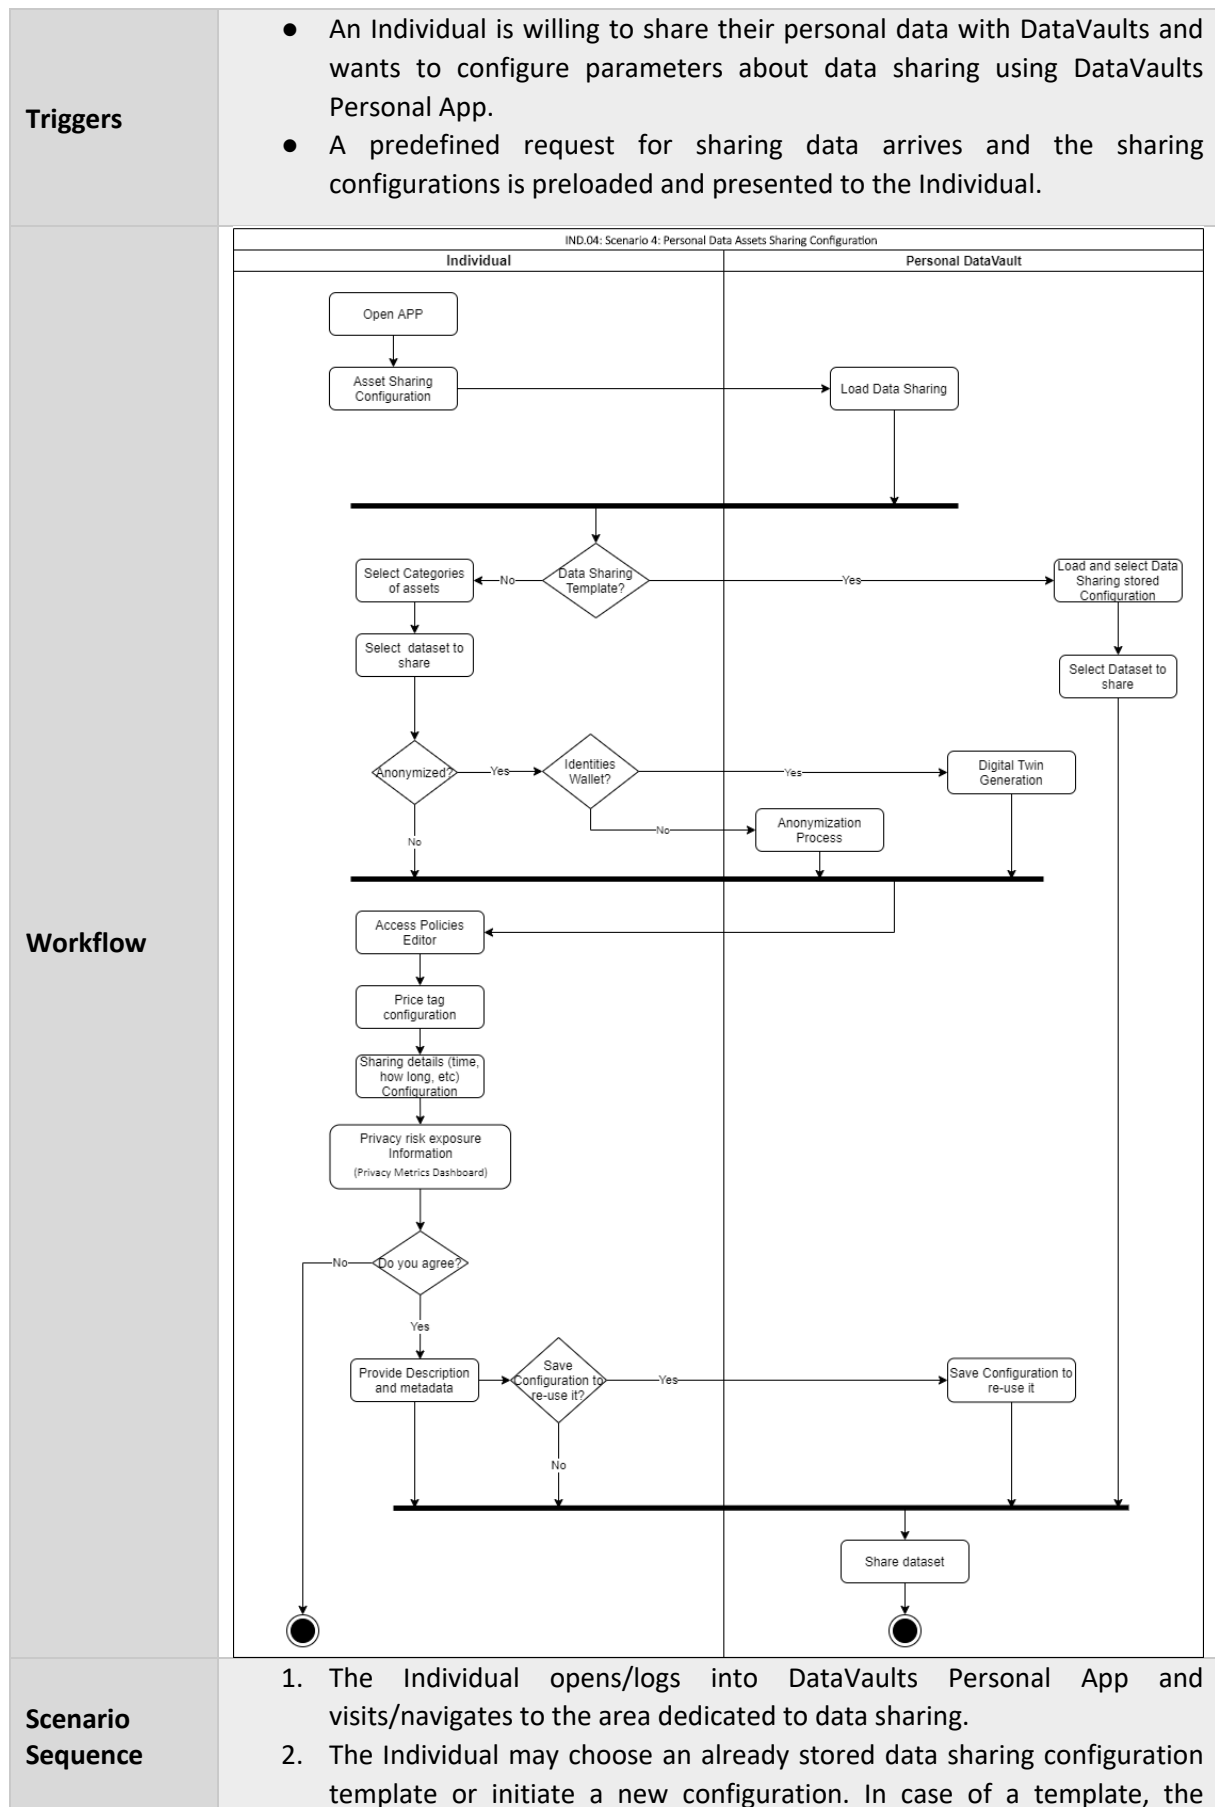 Triggers
● An Individual is willing to share their personal data with DataVaults and
wants to configure parameters about data sharing using DataVaults
Personal App.
● A predefined request for sharing data arrives and the sharing
configurations is preloaded and presented to the Individual.
Workflow
IND.04: Scenario 4: Personal Data Assets Sharing Configuration
Individual
Personal DataVault
Open APP
Asset Sharing
Configuration
Load Data Sharing
Data Sharing
Template?
No
Yes
Select Categories
of assets
Load and select Data
Sharing stored
Configuration
Select dataset to
share
Select Dataset to
share
Anonymized?
Yes
Identities
Wallet?
Yes
Digital Twin
Generation
No
Anonymization
Process
No
Access Policies
Editor
Price tag
configuration
Sharing details (time,
how long, etc)
Configuration
Privacy risk exposure
Information
(Privacy Metrics Dashboard)
Do you agree?
No
Yes
Provide Description
and metadata
Save
Configuration to
re-use it?
Yes
Save Configuration to
re-use it
No
Share dataset
Scenario
Sequence
1. The Individual opens/logs into DataVaults Personal App and
visits/navigates to the area dedicated to data sharing.
2. The Individual may choose an already stored data sharing configuration
template or initiate a new configuration. In case of a template, the